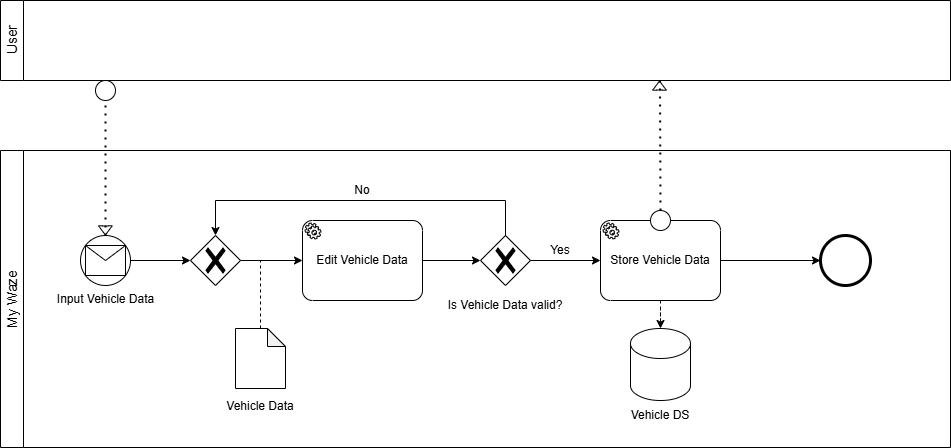 User
My Waze
No
Edit Vehicle Data
Yes
Store Vehicle Data
Input Vehicle Data
Is Vehicle Data valid?
Vehicle Data
Vehicle DS